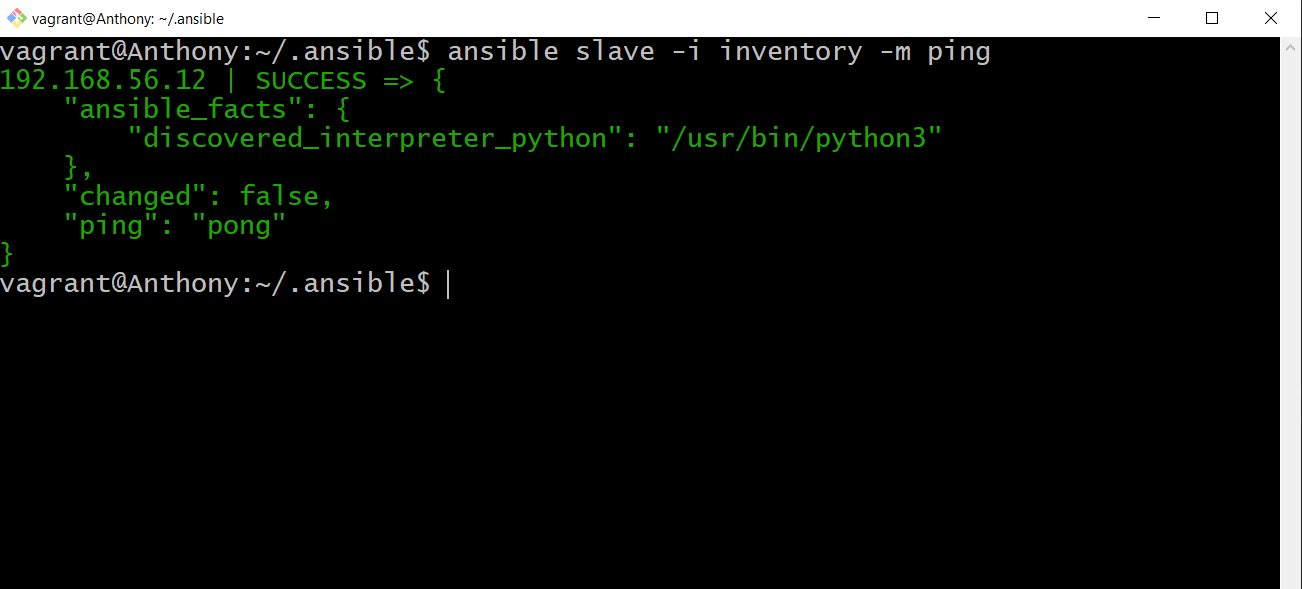 vagrant@Anthony: ~/.ansible
vagrant@Anthony:~/.ansible$ ansible slave -i inventory -m ping
192.168.56.12 | SUCCESS => {
    "ansible_facts": {
        "discovered_interpreter_python": "/usr/bin/python3"
    },
    "changed": false,
    "ping": "pong"
}
vagrant@Anthony:~/.ansible$